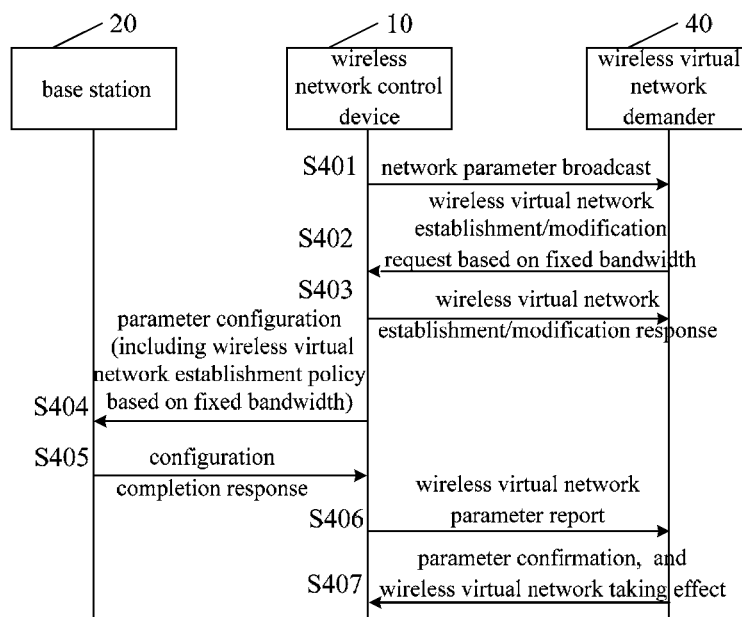 20
10
40
base station
wireless
network control
device
wireless virtual
network
demander
S401
network parameter broadcast
wireless virtual network
establishment/modification
S402
request based on fixed bandwidth
S403
wireless virtual network
establishment/modification response
parameter configuration
(including wireless virtual
network establishment policy
based on fixed bandwidth)
S404
S405
configuration
completion response
wireless virtual network
S406
parameter report
parameter confirmation, and
S407
wireless virtual network taking effect